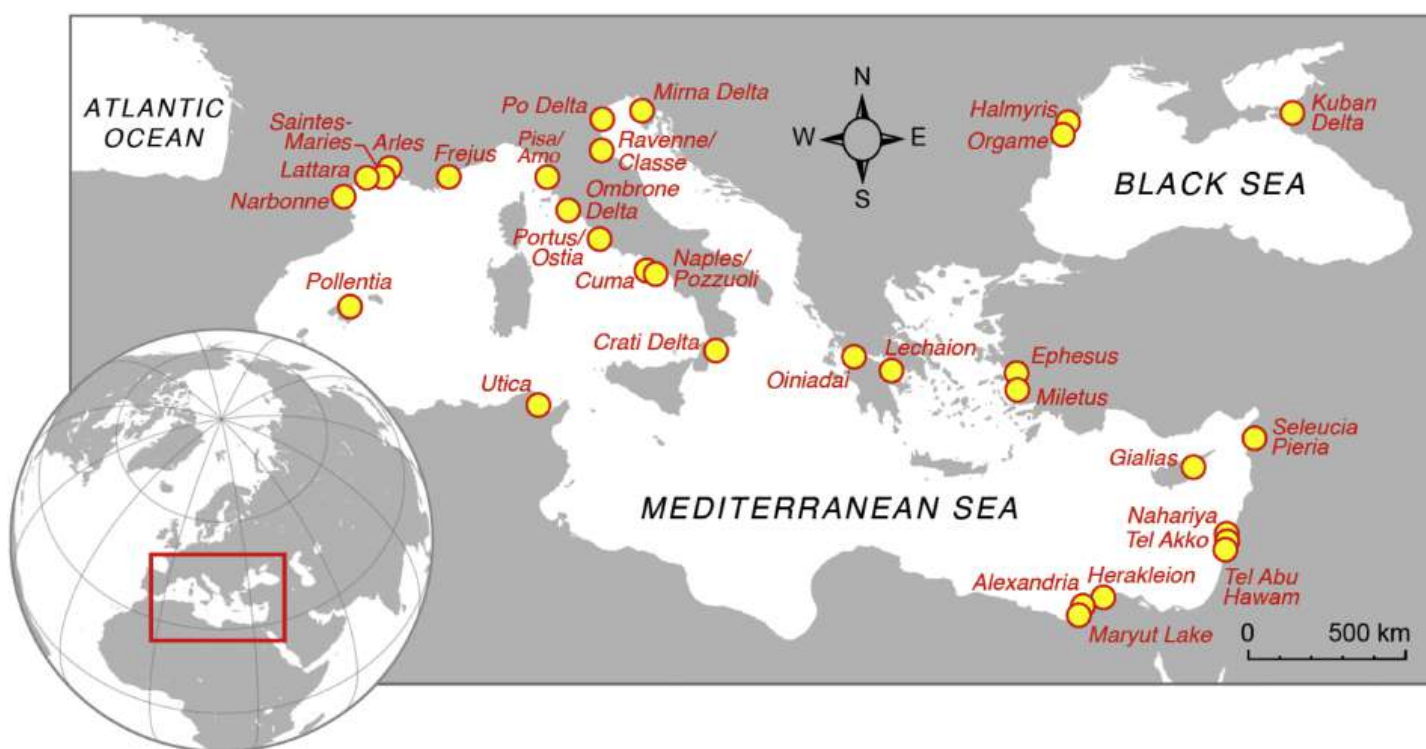 ATLANTIC
OCEAN
Saintes-
Maries
Arles
Lattara
Narbonne
Frejus
Pisa/
Arno
Po Delta
Mirna Delta
Ravenne/
Classe
Ombrone
Delta
Portus/
Ostia
Cuma
Naples/
Pozzuoli
Pollentia
Crati Delta
Utica
N
W
E
S
Halmyris
Orgame
Kuban
Delta
BLACK SEA
Oiniadai
Lechaion
Ephesus
Miletus
Seleucia
Pieria
Gialias
MEDITERRANEAN SEA
Nahariya
Tel Akko
Tel Abu
Hawam
Alexandria
Herakleion
Maryut Lake
0 500 km